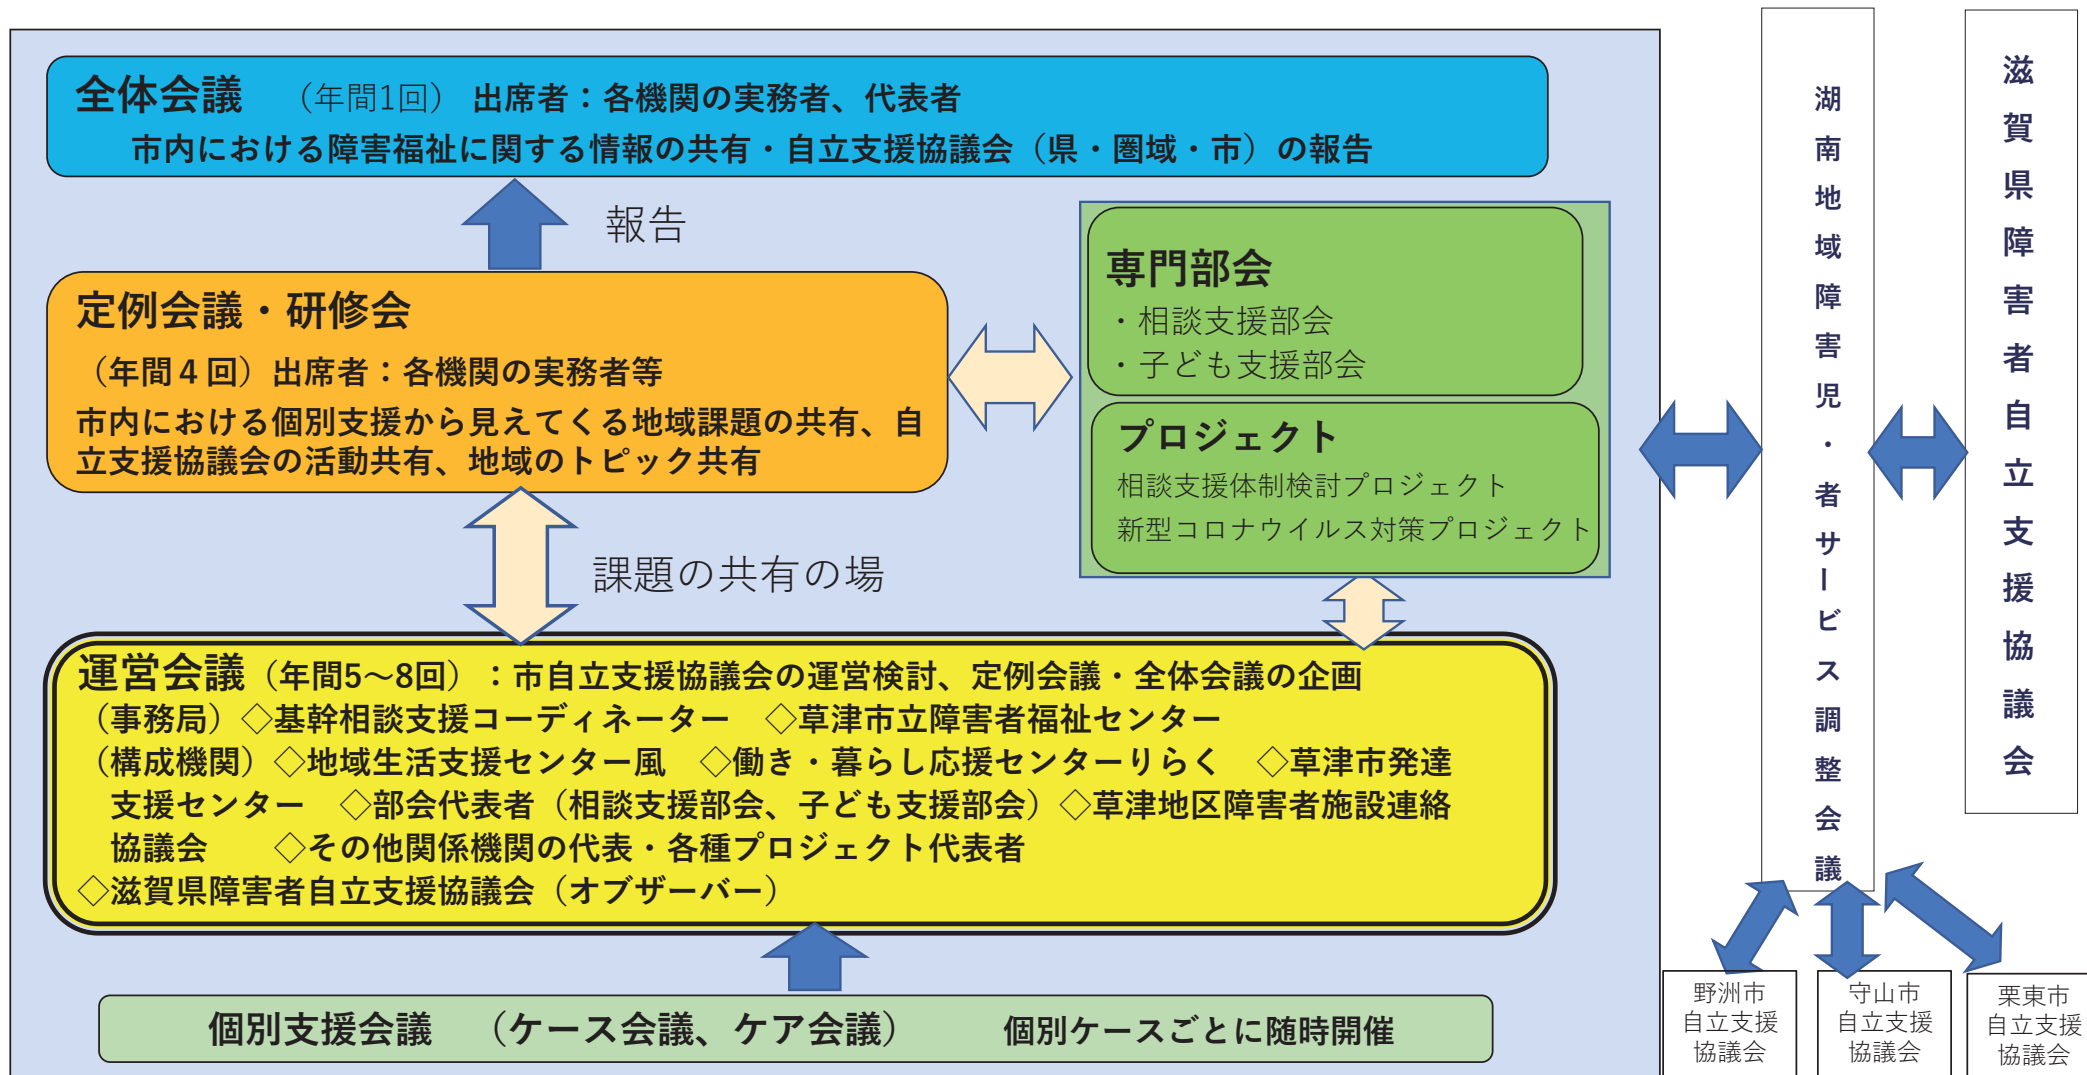 全体会議　（年間1回） 出席者：各機関の実務者、代表者
市内における障害福祉に関する情報の共有・自立支援協議会（県・圏域・市）の報告
報告
定例会議・研修会
（年間４回）出席者：各機関の実務者等
市内における個別支援から見えてくる地域課題の共有、自
立支援協議会の活動共有、地域のトピック共有
専門部会
・相談支援部会
・子ども支援部会
プロジェクト
相談支援体制検討プロジェクト
新型コロナウイルス対策プロジェクト
課題の共有の場
運営会議（年間5～8回）：市自立支援協議会の運営検討、定例会議・全体会議の企画
（事務局）◇基幹相談支援コーディネーター　◇草津市立障害者福祉センター
（構成機関）◇地域生活支援センター風　◇働き・暮らし応援センターりらく　◇草津市発達
支援センター　◇部会代表者（相談支援部会、子ども支援部会）◇草津地区障害者施設連絡
協議会　　◇その他関係機関の代表・各種プロジェクト代表者
◇滋賀県障害者自立支援協議会（オブザーバー）
個別支援会議　（ケース会議、ケア会議）　　　個別ケースごとに随時開催
湖南地域障害児・者サービス調整会議
滋賀県障害者自立支援協議会
野洲市
自立支援
協議会
守山市
自立支援
協議会
栗東市
自立支援
協議会